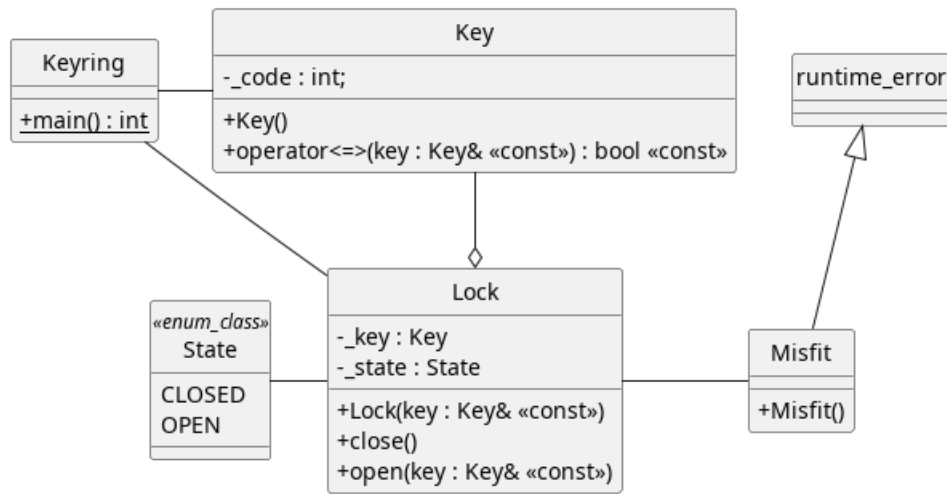 Keyring
+main() : int
Key
-_code : int;
+Key()
+operator<=>(key : Key& «const») : bool «const»
runtime_error
«enum_class»
State
CLOSED
OPEN
Lock
-_key : Key
-_state : State
+Lock(key : Key& «const»)
+close()
+open(key : Key& «const»)
Misfit
+Misfit()